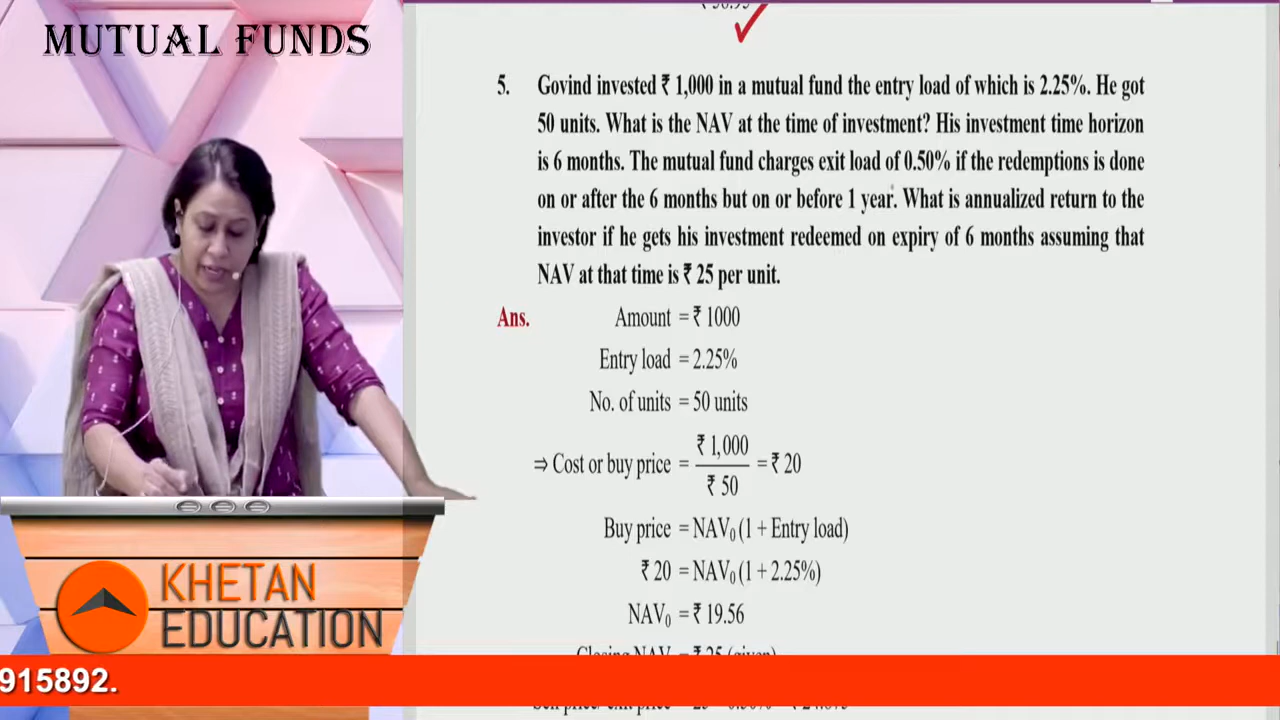 MUTUAL FUNDS
5. Govind invested ₹ 1,000 in a mutual fund the entry load of which is 2.25%. He got
50 units. What is the NAV at the time of investment? His investment time horizon
is 6 months. The mutual fund charges exit load of 0.50% if the redemptions is done
on or after the 6 months but on or before 1 year. What is annualized return to the
investor if he gets his investment redeemed on expiry of 6 months assuming that
NAV at that time is ₹ 25 per unit.
Ans. Amount = ₹ 1000
Entry load = 2.25%
No. of units = 50 units
⇒ Cost or buy price = ₹ 1,000 / ₹ 50 = ₹ 20
Buy price = NAV₀ (1 + Entry load)
₹ 20 = NAV₀ (1 + 2.25%)
NAV₀ = ₹ 19.56
Closing NAV = ₹ 25 (given)
KHETAN
EDUCATION
915892.